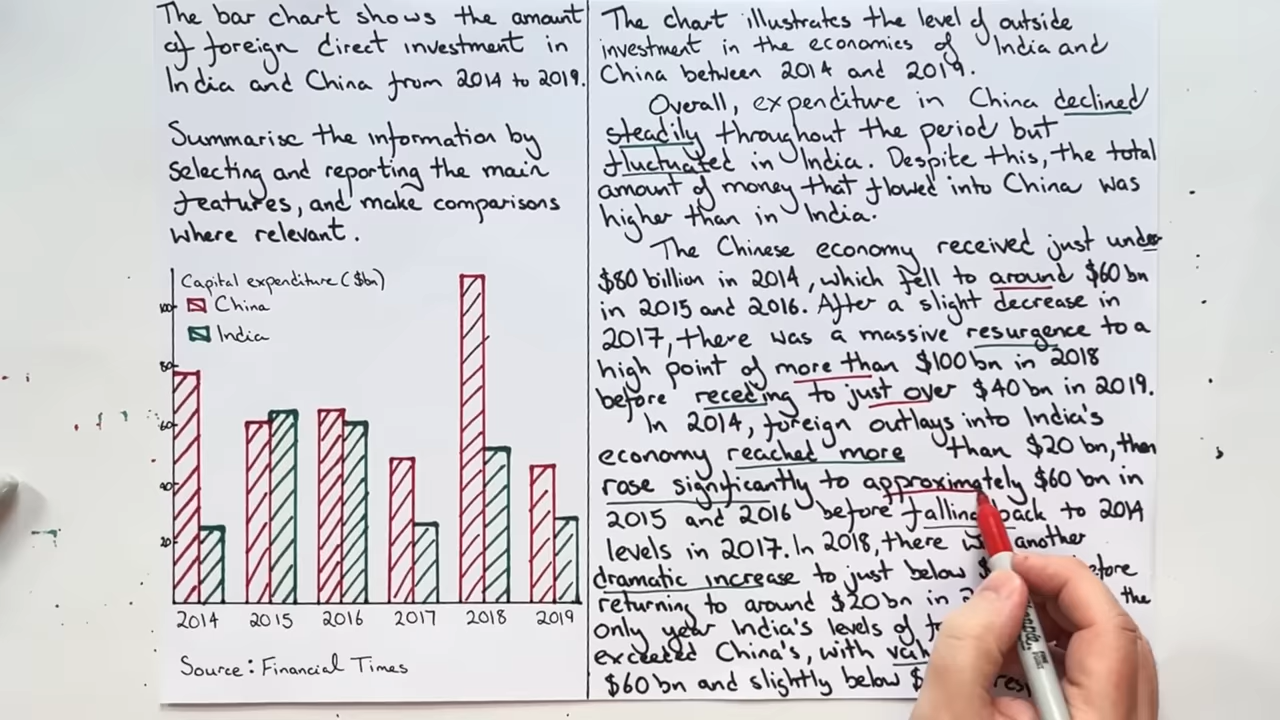 The bar chart shows the amount
of foreign direct investment in
India and China from 2014 to 2019.
Summarise the information by
selecting and reporting the main
features, and make comparisons
where relevant.
Capital expenditure ($bn)
China
India
100
80
60
40
20
2014 2015 2016 2017 2018 2019
Source: Financial Times
The chart illustrates the level of outside
investment in the economies of India and
China between 2014 and 2019.
Overall, expenditure in China declined
steadily throughout the period but
fluctuated in India. Despite this, the total
amount of money that flowed into China was
higher than in India.
The Chinese economy received just under
$80 billion in 2014, which fell to around $60 bn
in 2015 and 2016. After a slight decrease in
2017, there was a massive resurgence to a
high point of more than $100 bn in 2018
before receding to just over $40 bn in 2019.
In 2014, foreign outlays into India's
economy reached more than $20 bn, then
rose significantly to approximately $60 bn in
2015 and 2016 before falling back to 2014
levels in 2017. In 2018, there another
dramatic increase to just below
returning to around $20 bn in the
only year India's levels of
exceeded China's, with
$60 bn and slightly below